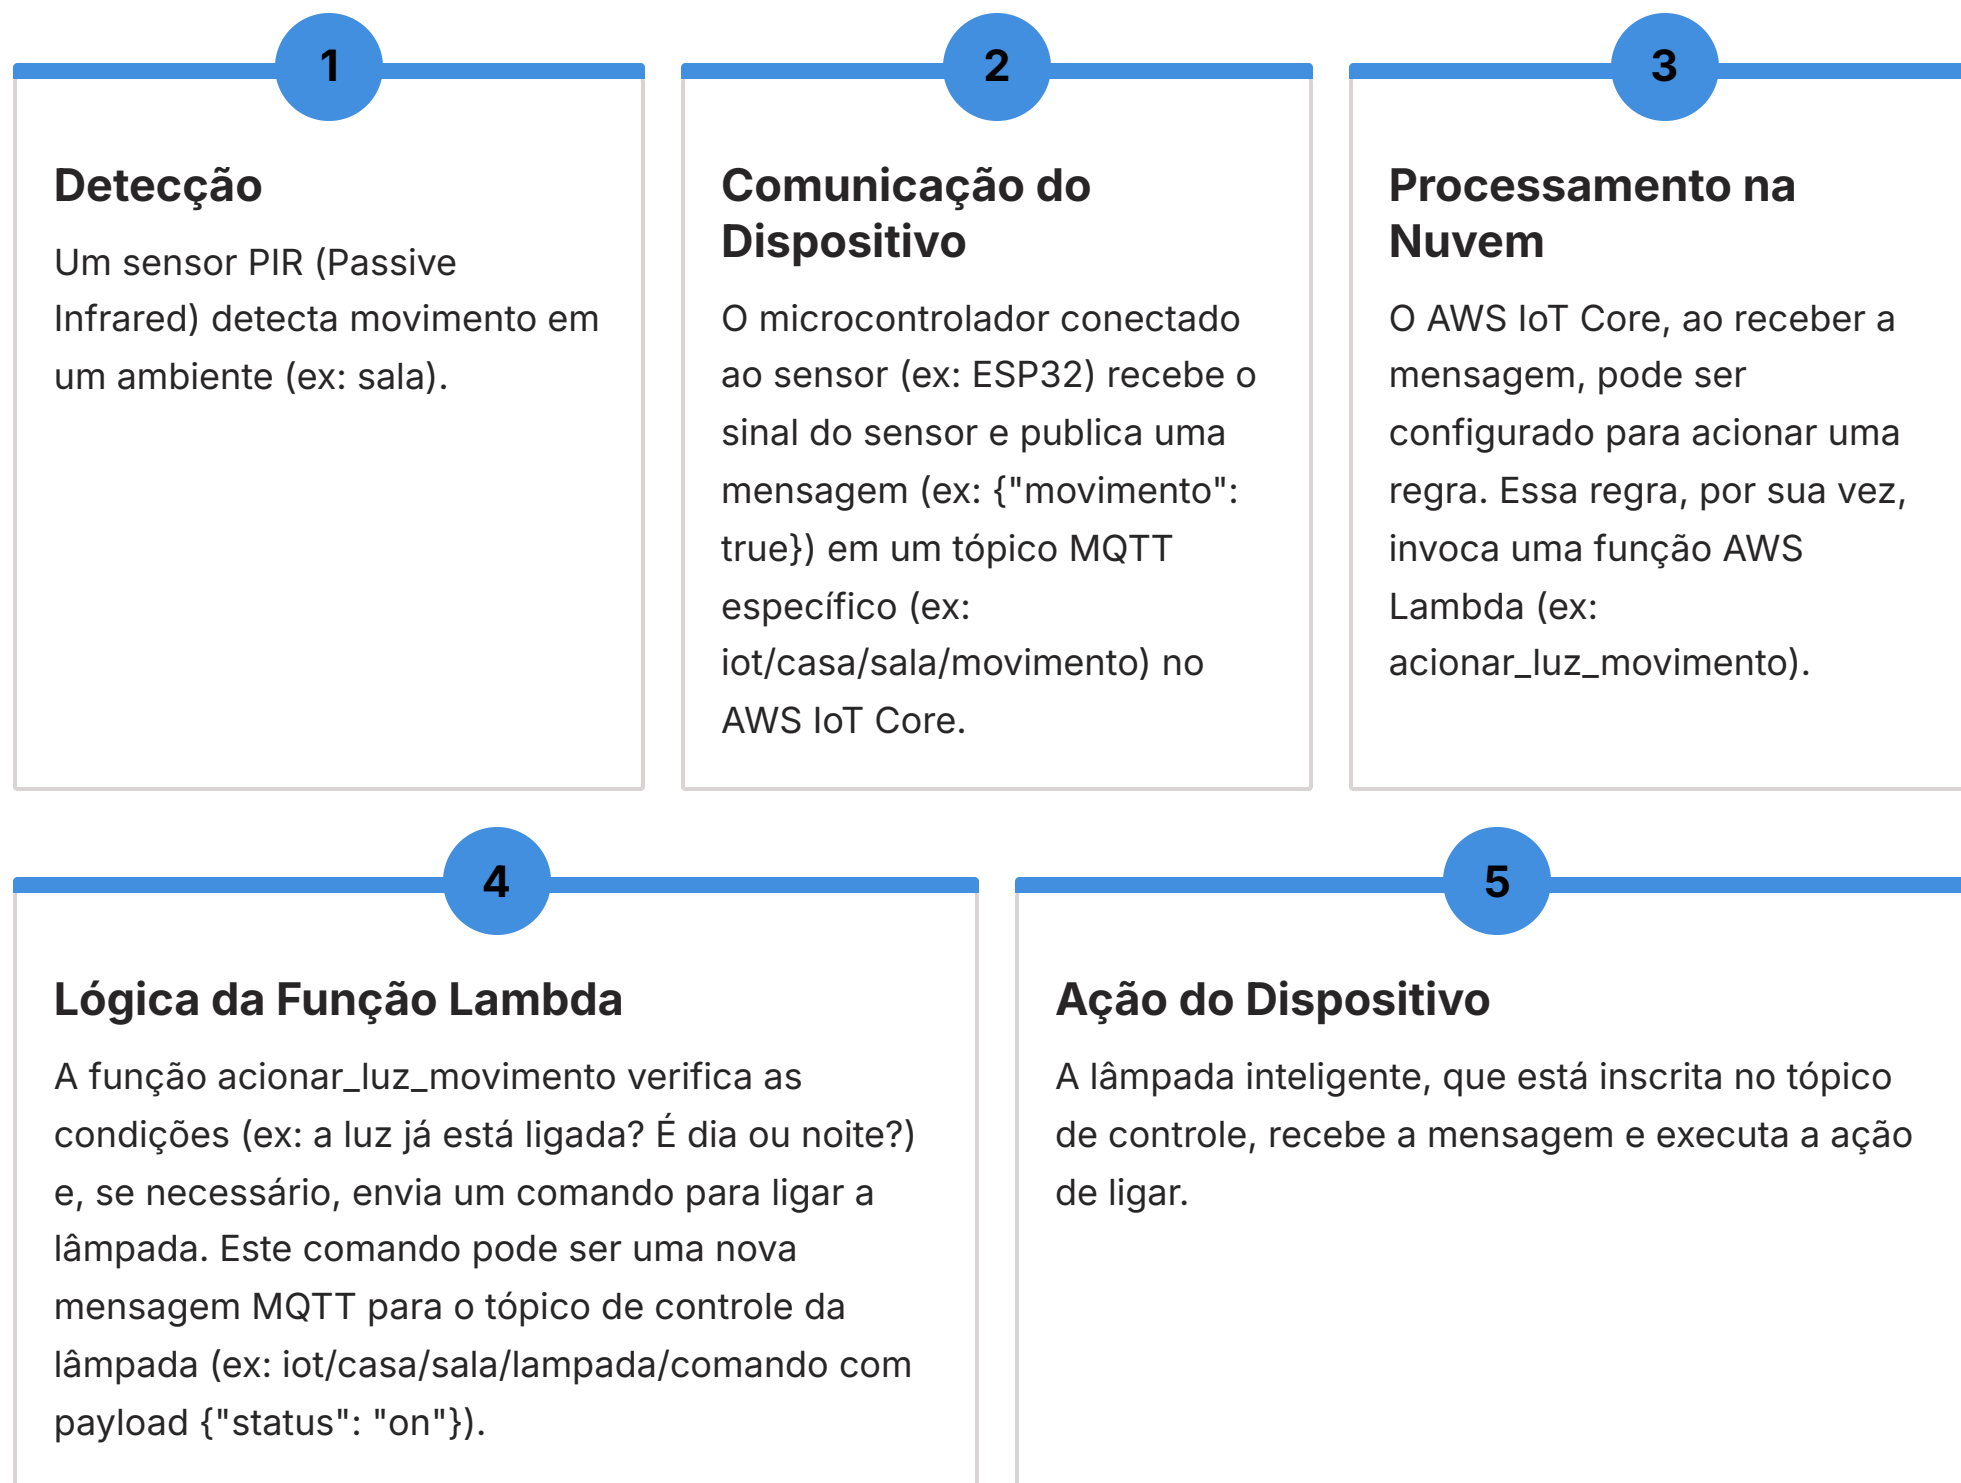 1
Detecção
Um sensor PIR (Passive
Infrared) detecta movimento em
um ambiente (ex: sala).
2
Comunicação do
Dispositivo
O microcontrolador conectado
ao sensor (ex: ESP32) recebe o
sinal do sensor e publica uma
mensagem (ex: {"movimento":
true}) em um tópico MQTT
específico (ex:
iot/casa/sala/movimento) no
AWS IoT Core.
3
Processamento na
Nuvem
O AWS IoT Core, ao receber a
mensagem, pode ser
configurado para acionar uma
regra. Essa regra, por sua vez,
invoca uma função AWS
Lambda (ex:
acionar_luz_movimento).
4
Lógica da Função Lambda
A função acionar_luz_movimento verifica as
condições (ex: a luz já está ligada? É dia ou noite?)
e, se necessário, envia um comando para ligar a
lâmpada. Este comando pode ser uma nova
mensagem MQTT para o tópico de controle da
lâmpada (ex: iot/casa/sala/lampada/comando com
payload {"status": "on"}).
5
Ação do Dispositivo
A lâmpada inteligente, que está inscrita no tópico
de controle, recebe a mensagem e executa a ação
de ligar.